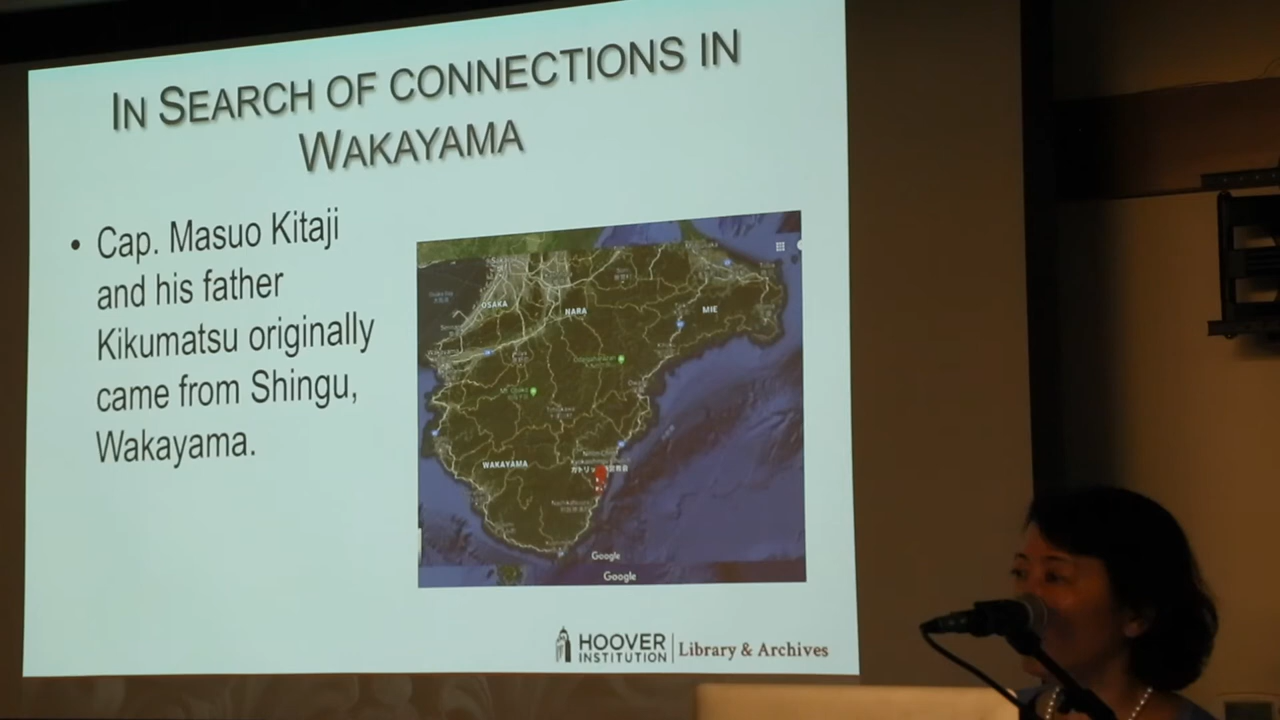 IN SEARCH OF CONNECTIONS IN
WAKAYAMA
• Cap. Masuo Kitaji
and his father
Kikumatsu originally
came from Shingu,
Wakayama.
OSAKA
NARA
MIE
WAKAYAMA
Google
Google
HOOVER
INSTITUTION
Library & Archives